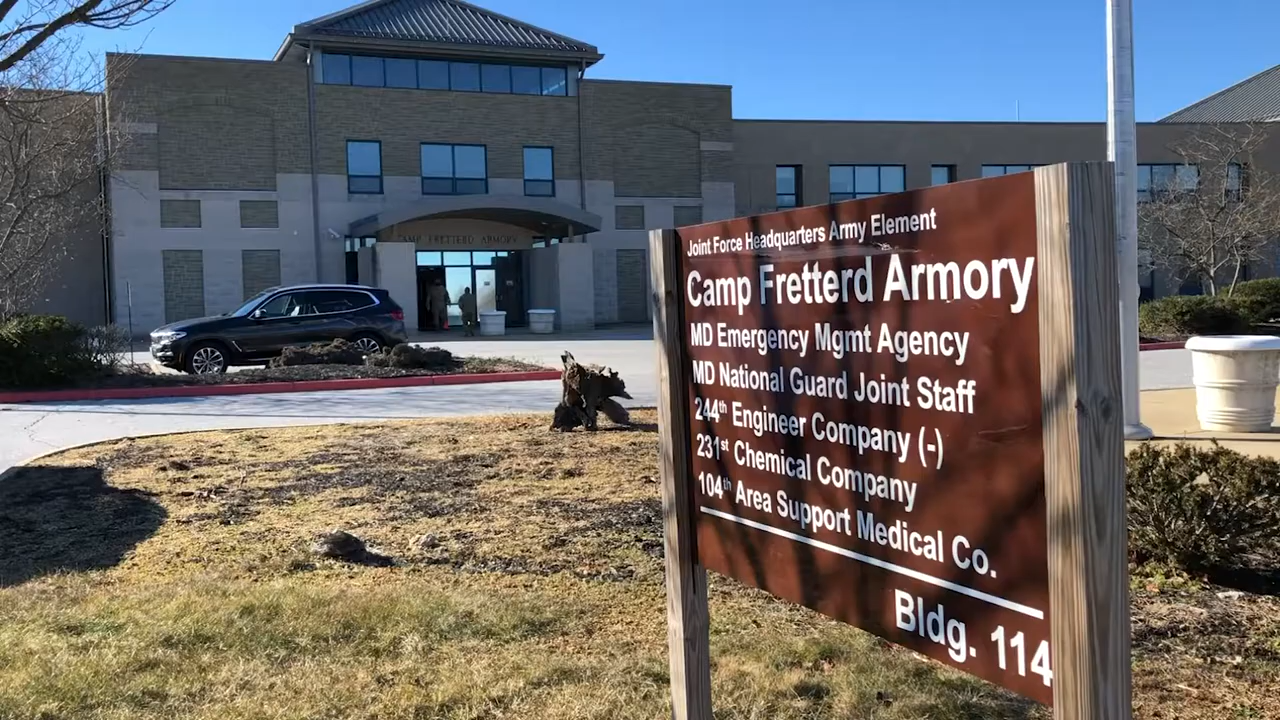 CAMP FRETTERD ARMORY
Joint Force Headquarters Army Element
Camp Fretterd Armory
MD Emergency Mgmt Agency
MD National Guard Joint Staff
244th Engineer Company (-)
231st Chemical Company
104th Area Support Medical Co.
Bldg. 114